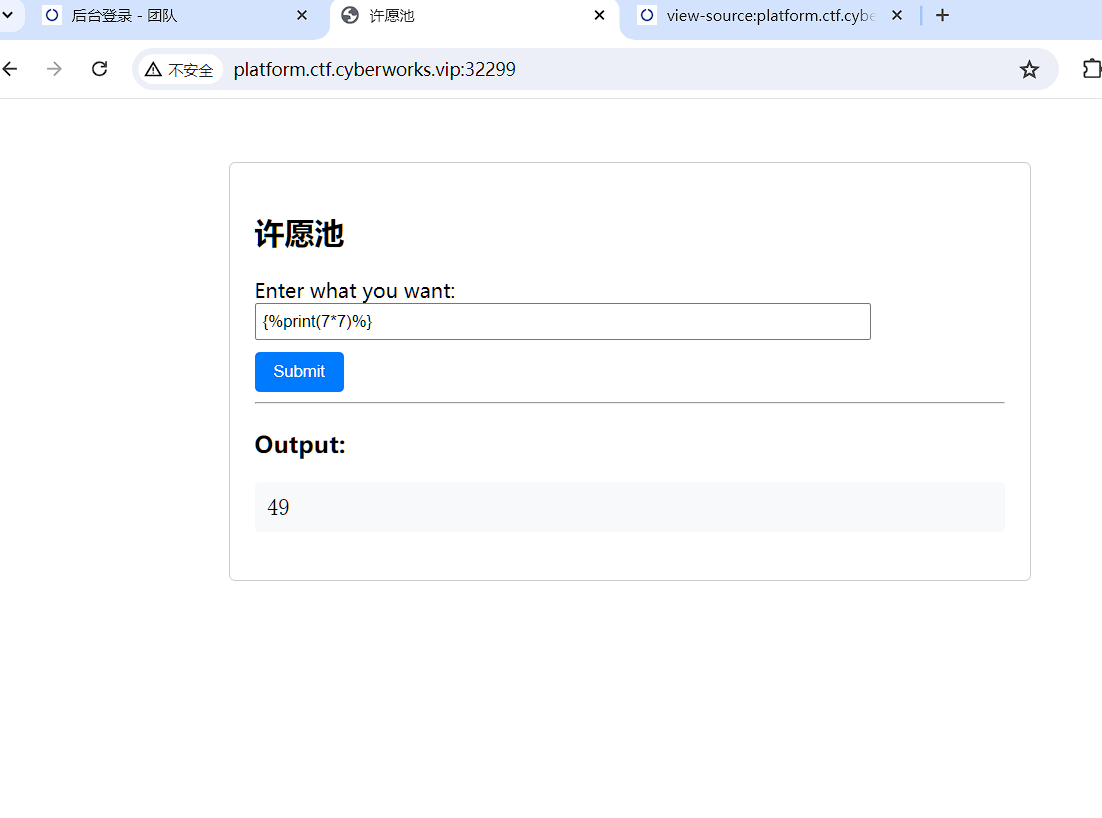 后台登录 - 团队
许愿池
view-source:platform.ctf.cybe
不安全
platform.ctf.cyberworks.vip:32299
许愿池
Enter what you want:
{%print(7*7)%}
Submit
Output:
49